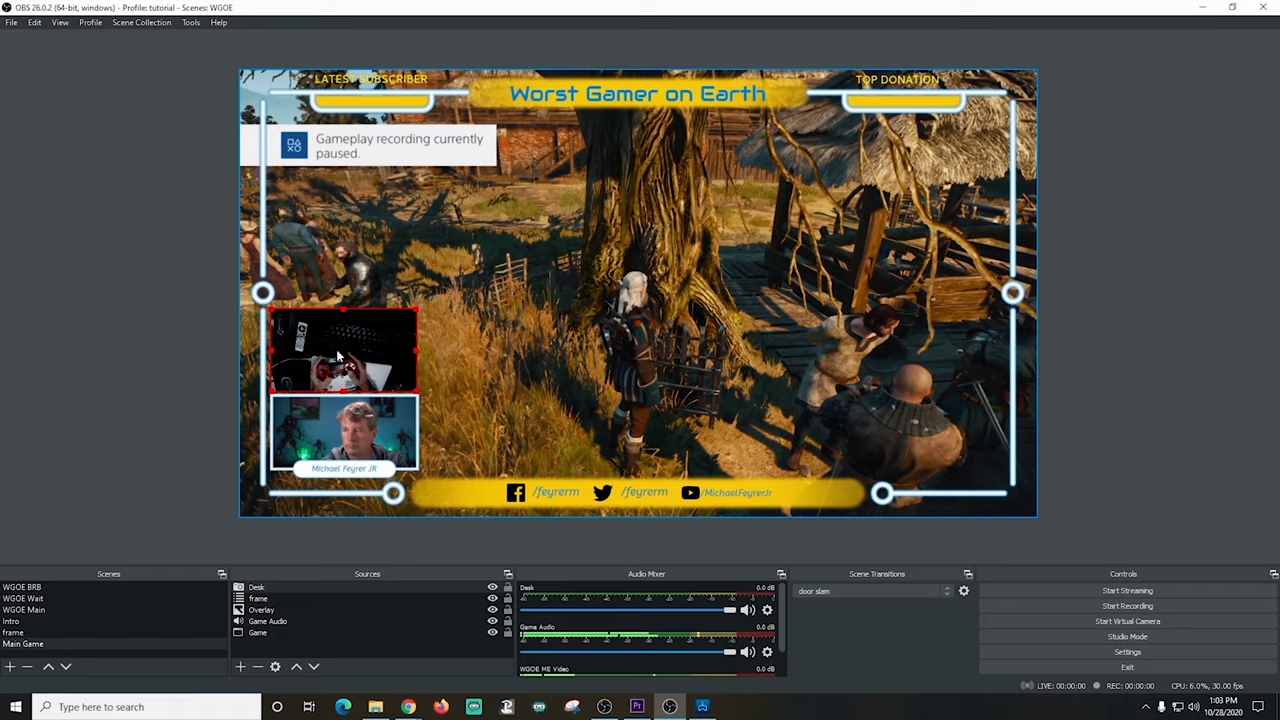 OBS 26.0.2 (64-bit, windows) - Profile: tutorial - Scenes: WGOE
File Edit View Profile Scene Collection Tools Help
LATEST SUBSCRIBER
Worst Gamer on Earth
TOP DONATION
Gameplay recording currently
paused.
Michael Feyrer JR
/feyrerm /feyrerm /MichaelFeyrerJr
Scenes
WGOE BRB
WGOE Wait
WGOE Main
Intro
frame
Main Game
Sources
Desk
frame
Overlay
Game Audio
Game
Audio Mixer
Desk 0.0 dB
Game Audio 0.0 dB
WGOE ME Video 0.0 dB
Scene Transitions
door slam
Controls
Start Streaming
Start Recording
Start Virtual Camera
Studio Mode
Settings
Exit
LIVE: 00:00:00 REC: 00:00:00 CPU: 6.0%, 30.00 fps
Type here to search
1:03 PM
10/28/2020